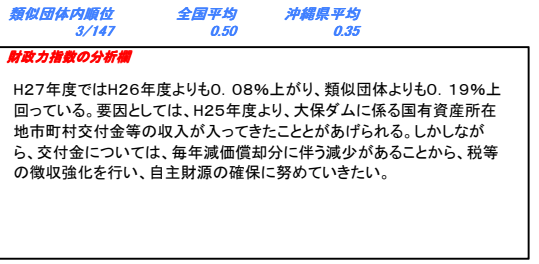 類似団体内順位 全国平均 沖縄県平均
3/147 0.50 0.35
財政力指数の分析欄
H27年度ではH26年度よりも0.08%上がり、類似団体よりも0.19%上
回っている。要因としては、H25年度より、大保ダムに係る国有資産所在
地市町村交付金等の収入が入ってきたこととがあげられる。しかしなが
ら、交付金については、毎年減価償却分に伴う減少があることから、税等
の徴収強化を行い、自主財源の確保に努めていきたい。